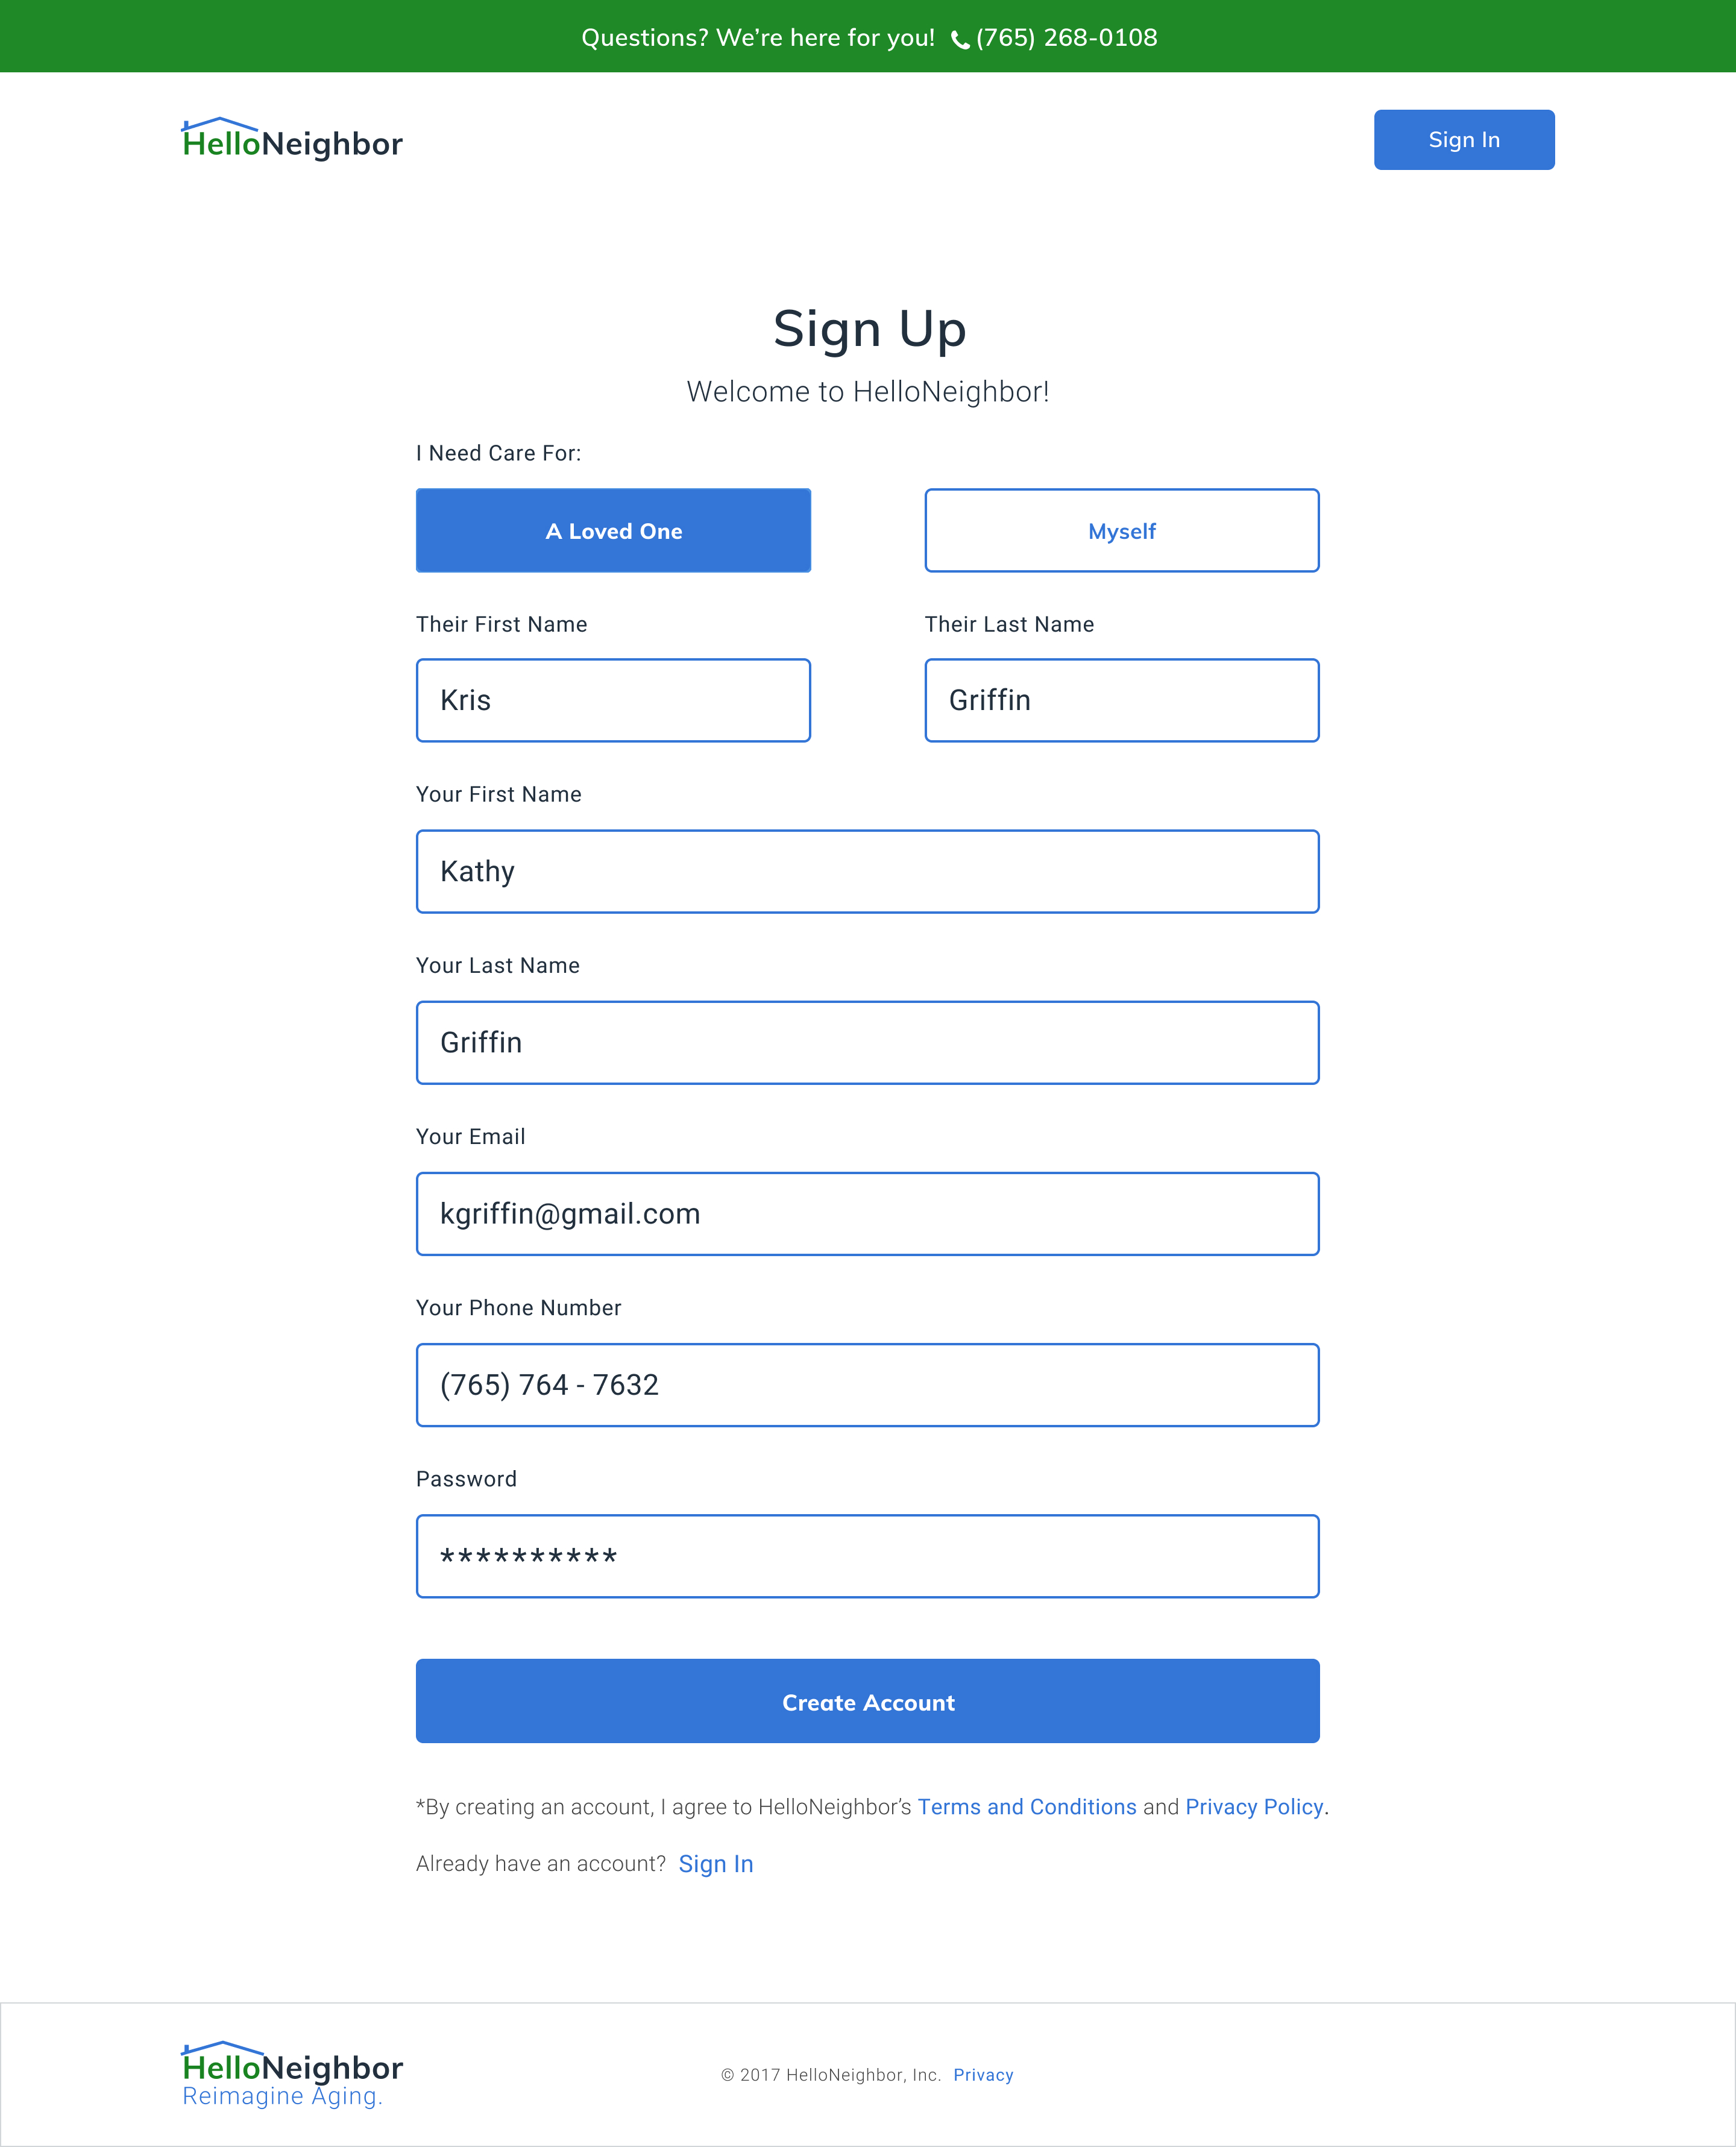 Questions? We’re here for you! (765) 268-0108
HelloNeighbor
Sign In
Sign Up
Welcome to HelloNeighbor!
I Need Care For:
A Loved One
Myself
Their First Name
Their Last Name
Kris
Griffin
Your First Name
Kathy
Your Last Name
Griffin
Your Email
kgriffin@gmail.com
Your Phone Number
(765) 764 - 7632
Password
**********
Create Account
*By creating an account, I agree to HelloNeighbor’s Terms and Conditions and Privacy Policy.
Already have an account? Sign In
HelloNeighbor
Reimagine Aging.
© 2017 HelloNeighbor, Inc. Privacy